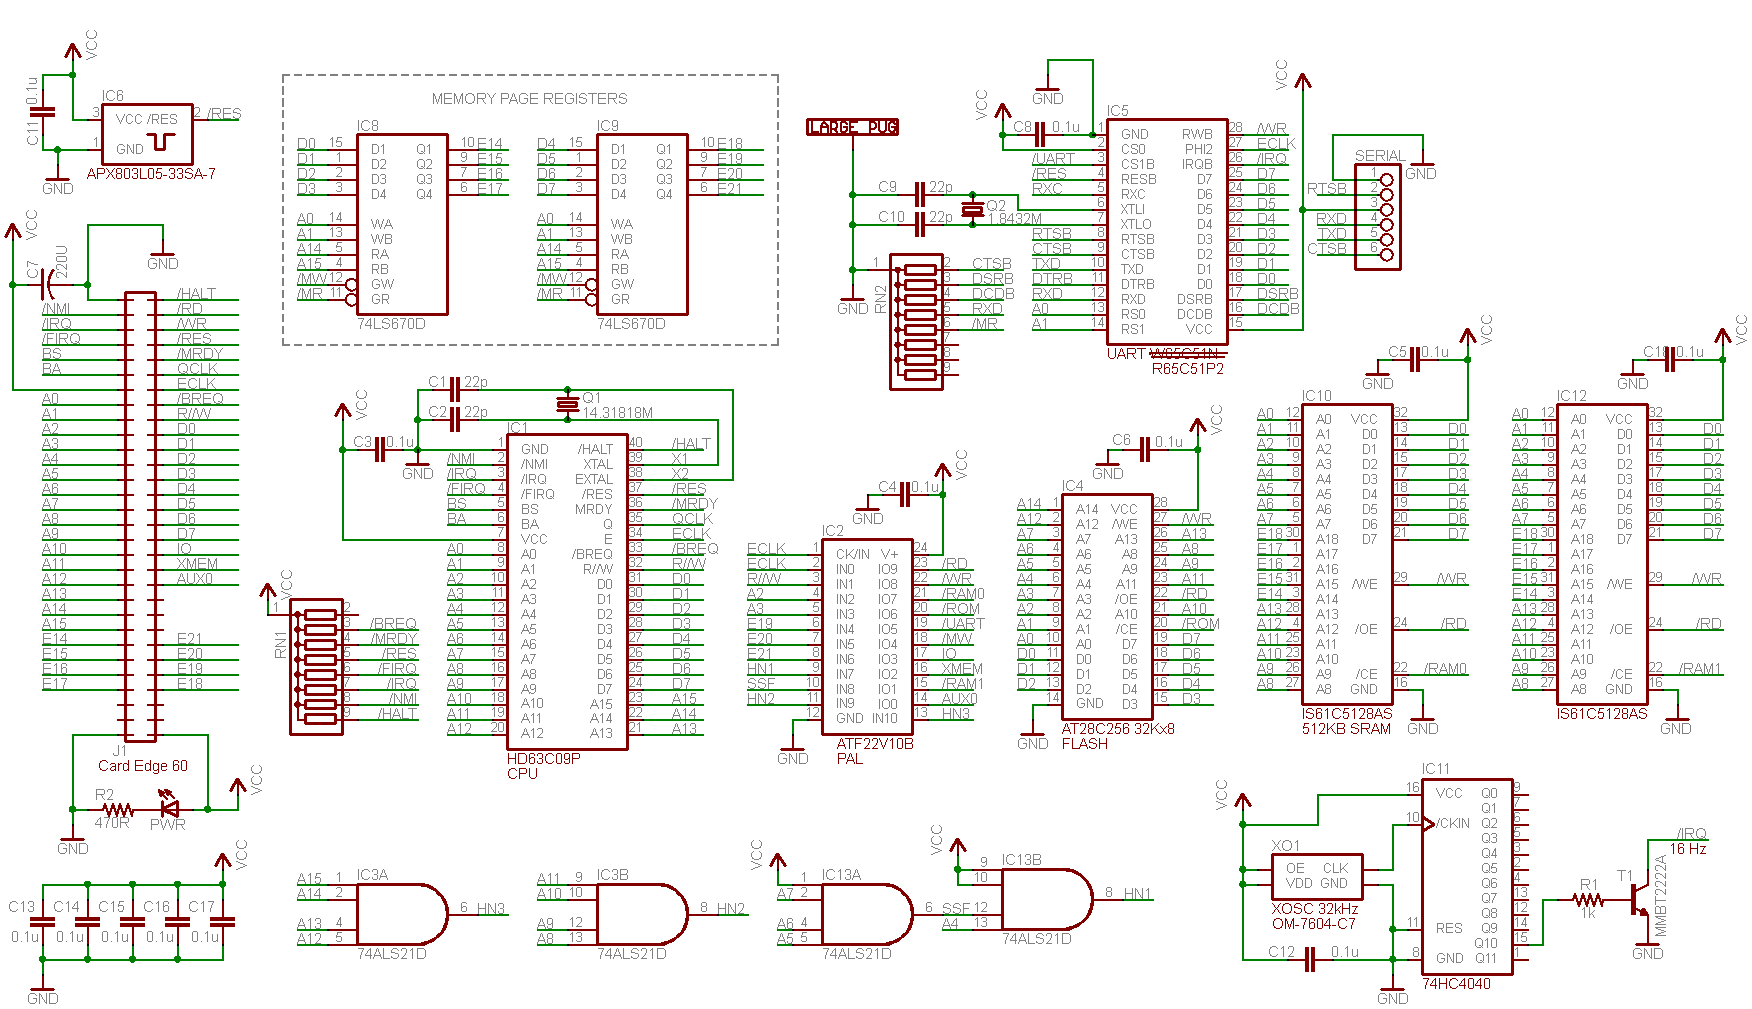 VCC
C11 0.1u
IC6
3 VCC /RES 2 /RES
1 GND
APX803L05-33SA-7
GND
MEMORY PAGE REGISTERS
IC8
D0 15 D1 Q1 10 E14
D1 1 D2 Q2 9 E15
D2 2 D3 Q3 7 E16
D3 3 D4 Q4 6 E17
A0 14 WA
A1 13 WB
A14 5 RA
A15 4 RB
/MW 12 GW
/MR 11 GR
74LS670D
IC9
D4 15 D1 Q1 10 E18
D5 1 D2 Q2 9 E19
D6 2 D3 Q3 7 E20
D7 3 D4 Q4 6 E21
A0 14 WA
A1 13 WB
A14 5 RA
A15 4 RB
/MW 12 GW
/MR 11 GR
74LS670D
LARGE PUG
C9 22p
C10 22p
Q2
1.8432M
GND
RN2
1
2 CTSB
3 DSRB
4 DCDB
5 RXD
6 /MR
7
8
9
GND
VCC
C8 0.1u
IC5
1 GND RWB 28 /WR
2 CS0 PHI2 27 ECLK
/UART 3 CS1B IRQB 26 /IRQ
/RES 4 RESB D7 25 D7
RXC 5 RXC D6 24 D6
6 XTLI D5 23 D5
7 XTLO D4 22 D4
RTSB 8 RTSB D3 21 D3
CTSB 9 CTSB D2 20 D2
TXD 10 TXD D1 19 D1
DTRB 11 DTRB D0 18 D0
RXD 12 RXD DSRB 17 DSRB
A0 13 RS0 DCDB 16 DCDB
A1 14 RS1 VCC 15
UART W65C51N
R65C51P2
VCC
SERIAL
GND
1
RTSB 2
3
RXD 4
TXD 5
CTSB 6
VCC
C7 220U
GND
/HALT
/NMI /RD
/IRQ /WR
/FIRQ /RES
BS /MRDY
BA QCLK
ECLK
A0 /BREQ
A1 R//W
A2 D0
A3 D1
A4 D2
A5 D3
A6 D4
A7 D5
A8 D6
A9 D7
A10 IO
A11 XMEM
A12 AUX0
A13
A14
A15
E14 E21
E15 E20
E16 E19
E17 E18
J1
Card Edge 60
R2
470R PWR
VCC
GND
VCC
RN1
1
2
3 /BREQ
4 /MRDY
5 /RES
6 /FIRQ
7 /IRQ
8 /NMI
9 /HALT
VCC
C1 22p
C2 22p
Q1
14.31818M
C3 0.1u
GND
IC1
1 GND /HALT 40 /HALT
/NMI 2 /NMI XTAL 39 X1
/IRQ 3 /IRQ EXTAL 38 X2
/FIRQ 4 /FIRQ /RES 37 /RES
BS 5 BS MRDY 36 /MRDY
BA 6 BA Q 35 QCLK
7 VCC E 34 ECLK
A0 8 A0 /BREQ 33 /BREQ
A1 9 A1 R//W 32 R//W
A2 10 A2 D0 31 D0
A3 11 A3 D1 30 D1
A4 12 A4 D2 29 D2
A5 13 A5 D3 28 D3
A6 14 A6 D4 27 D4
A7 15 A7 D5 26 D5
A8 16 A8 D6 25 D6
A9 17 A9 D7 24 D7
A10 18 A10 A15 23 A15
A11 19 A11 A14 22 A14
A12 20 A12 A13 21 A13
HD63C09P
CPU
VCC
C4 0.1u
GND
IC2
ECLK 1 CK/IN V+ 24
ECLK 2 IN0 IO9 23 /RD
R//W 3 IN1 IO8 22 /WR
A2 4 IN2 IO7 21 /RAM0
A3 5 IN3 IO6 20 /ROM
E19 6 IN4 IO5 19 /UART
E20 7 IN5 IO4 18 /MW
E21 8 IN6 IO3 17 IO
HN1 9 IN7 IO2 16 XMEM
SSF 10 IN8 IO1 15 /RAM1
HN2 11 IN9 IO0 14 AUX0
12 GND IN10 13 HN3
ATF22V10B
PAL
GND
VCC
C6 0.1u
GND
IC4
A14 1 A14 VCC 28
A12 2 A12 /WE 27 /WR
A7 3 A7 A13 26 A13
A6 4 A6 A8 25 A8
A5 5 A5 A9 24 A9
A4 6 A4 A11 23 A11
A3 7 A3 /OE 22 /RD
A2 8 A2 A10 21 A10
A1 9 A1 /CE 20 /ROM
A0 10 A0 D7 19 D7
D0 11 D0 D6 18 D6
D1 12 D1 D5 17 D5
D2 13 D2 D4 16 D4
14 GND D3 15 D3
AT28C256 32Kx8
FLASH
GND
VCC
C5 0.1u
GND
IC10
A0 12 A0 VCC 32
A1 11 A1 D0 13 D0
A2 10 A2 D1 14 D1
A3 9 A3 D2 15 D2
A4 8 A4 D3 17 D3
A5 7 A5 D4 18 D4
A6 6 A6 D5 19 D5
A7 5 A7 D6 20 D6
E18 30 A18 D7 21 D7
E17 1 A17
E16 2 A16
E15 31 A15 /WE 29 /WR
E14 3 A14
A13 28 A13
A12 4 A12 /OE 24 /RD
A11 25 A11
A10 23 A10
A9 26 A9 /CE 22 /RAM0
A8 27 A8 GND 16
IS61C5128AS
512KB SRAM
GND
VCC
C18 0.1u
GND
IC12
A0 12 A0 VCC 32
A1 11 A1 D0 13 D0
A2 10 A2 D1 14 D1
A3 9 A3 D2 15 D2
A4 8 A4 D3 17 D3
A5 7 A5 D4 18 D4
A6 6 A6 D5 19 D5
A7 5 A7 D6 20 D6
E18 30 A18 D7 21 D7
E17 1 A17
E16 2 A16
E15 31 A15 /WE 29 /WR
E14 3 A14
A13 28 A13
A12 4 A12 /OE 24 /RD
A11 25 A11
A10 23 A10
A9 26 A9 /CE 22 /RAM1
A8 27 A8 GND 16
IS61C5128AS
GND
VCC
C13 C14 C15 C16 C17
0.1u 0.1u 0.1u 0.1u 0.1u
GND
IC3A
A15 1
A14 2
6 HN3
A13 4
A12 5
74ALS21D
IC3B
A11 9
A10 10
8 HN2
A9 12
A8 13
74ALS21D
VCC
IC13A
1
A7 2
6 SSF
A6 4
A5 5
74ALS21D
VCC
IC13B
9
10
8 HN1
12
A4 13
74ALS21D
VCC
XO1
OE CLK
VDD GND
XOSC 32kHz
OM-7604-C7
C12 0.1u
GND
IC11
16 VCC Q0 9
Q1 7
10 /CKIN Q2 6
Q3 5
Q4 3
Q5 2
Q6 4
Q7 13
Q8 12
11 RES Q9 14
Q10 15
8 GND Q11 1
74HC4040
R1
1k
T1
MMBT2222A
/IRQ
16 Hz
GND